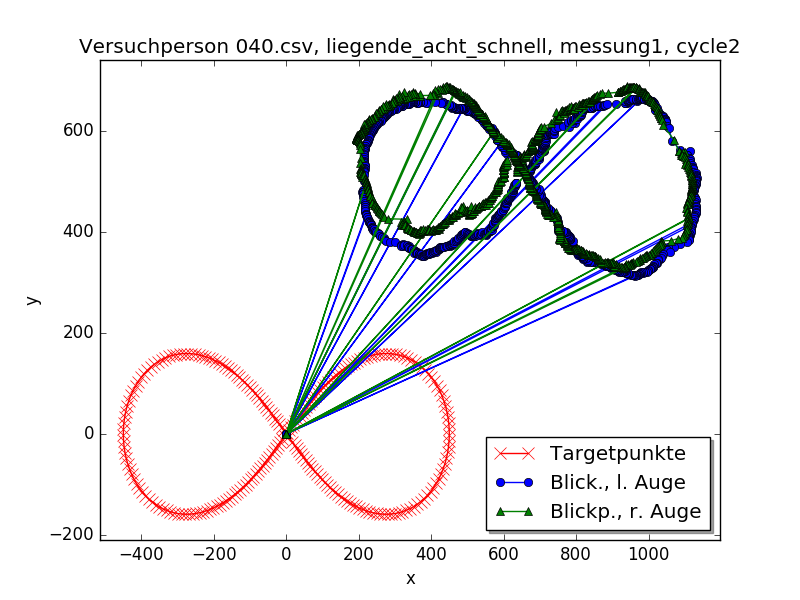 Versuchperson 040.csv, liegende_acht_schnell, messung1, cycle2
y
600
400
200
0
−200
−400
−200
0
200
400
600
800
1000
x
Targetpunkte
Blick., l. Auge
Blickp., r. Auge